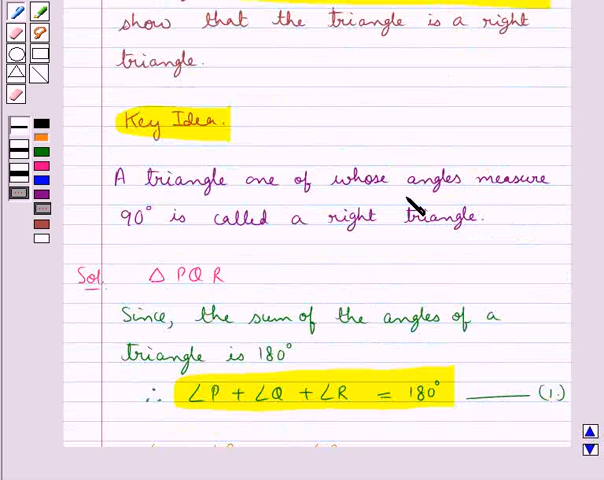 show that the triangle is a right
triangle.
Key Idea.
A triangle one of whose angles measure
90° is called a right triangle.
Sol. △ PQR
Since, the sum of the angles of a
triangle is 180°
∴ ∠P + ∠Q + ∠R = 180° (1.)